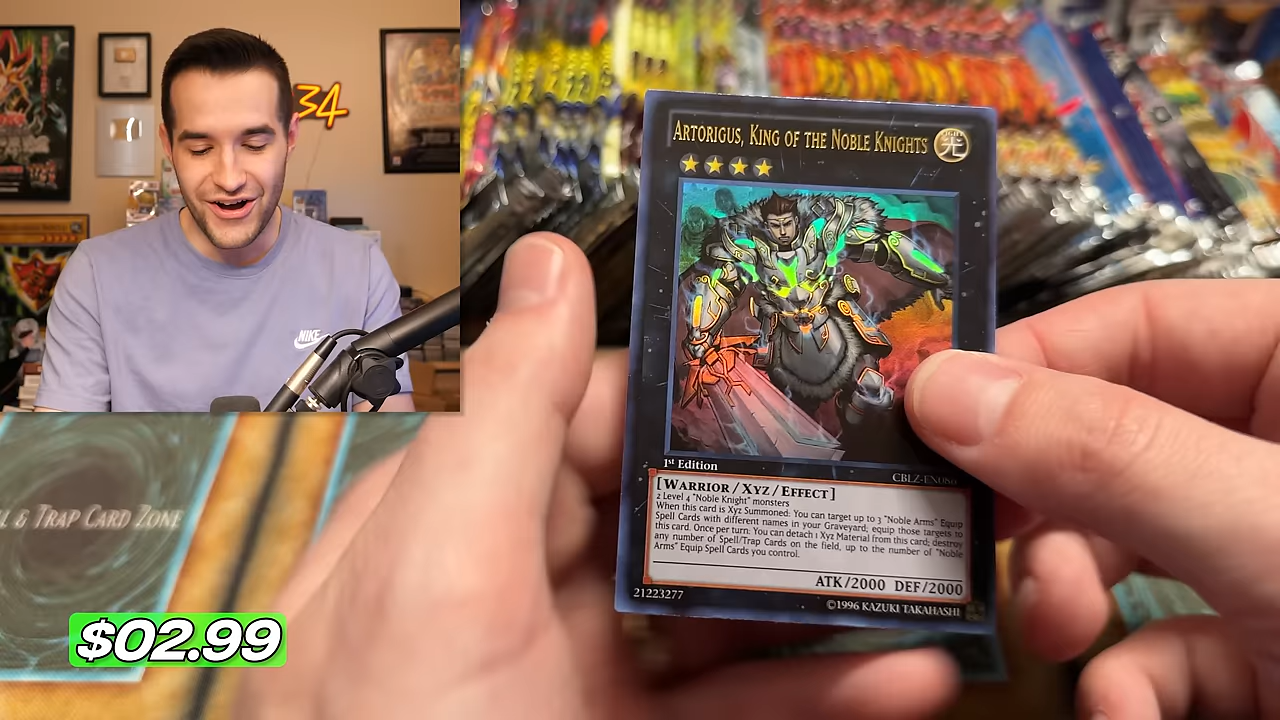 34
NIKE
ARTORIGUS, KING OF THE NOBLE KNIGHTS
LIGHT
光
1st Edition
CBLZ-EN086
[WARRIOR / XYZ / EFFECT]
2 Level 4 "Noble Knight" monsters
When this card is Xyz Summoned: You can target up to 3 "Noble Arms" Equip
Spell Cards with different names in your Graveyard; equip those targets to
this card. Once per turn: You can detach 1 Xyz Material from this card; destroy
any number of Spell/Trap Cards on the field, up to the number of "Noble
Arms" Equip Spell Cards you control.
ATK/2000 DEF/2000
21223277
©1996 KAZUKI TAKAHASHI
& TRAP CARD ZONE
$02.99